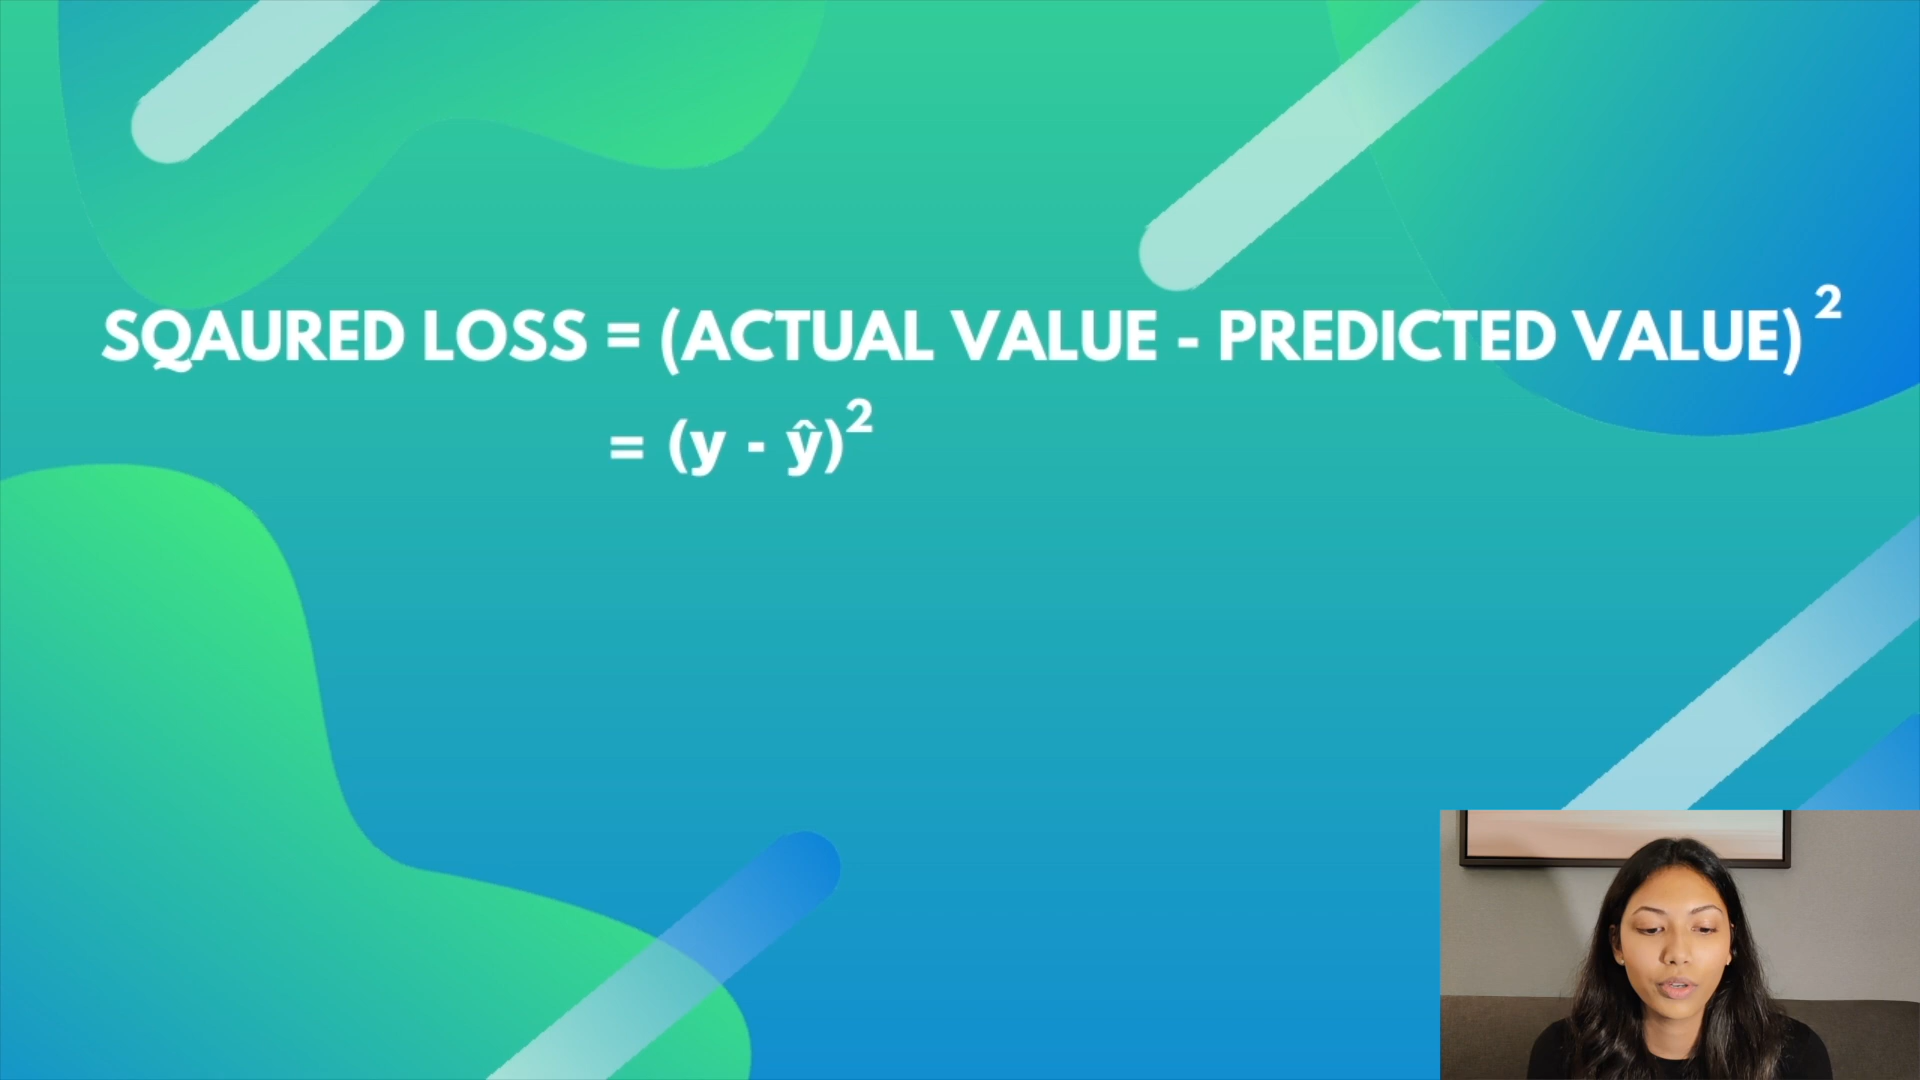 SQAURED LOSS = (ACTUAL VALUE - PREDICTED VALUE)²
= (y - ŷ)²